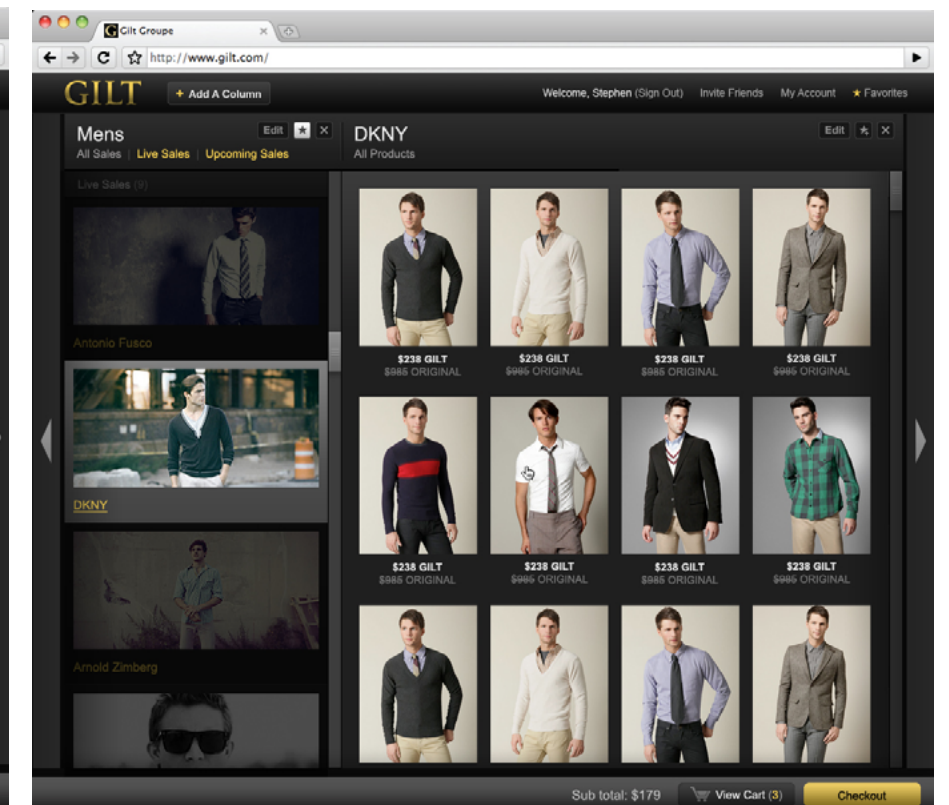 Gilt Groupe
http://www.gilt.com/
GILT
+ Add A Column
Welcome, Stephen (Sign Out) Invite Friends My Account ★ Favorites
Mens
Edit
All Sales | Live Sales | Upcoming Sales
DKNY
Edit
All Products
Live Sales (9)
Antonio Fusco
DKNY
Arnold Zimberg
$238 GILT $238 GILT $238 GILT $238 GILT
$985 ORIGINAL $985 ORIGINAL $985 ORIGINAL $985 ORIGINAL
$238 GILT $238 GILT $238 GILT $238 GILT
$985 ORIGINAL $985 ORIGINAL $985 ORIGINAL $985 ORIGINAL
Sub total: $179 View Cart (3) Checkout